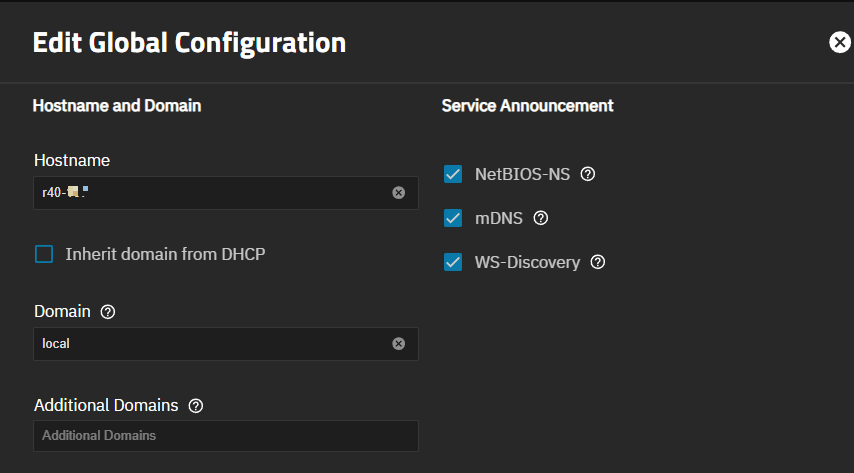 Edit Global Configuration
Hostname and Domain
Hostname
r40-
Inherit domain from DHCP
Domain
local
Additional Domains
Additional Domains
Service Announcement
NetBIOS-NS
mDNS
WS-Discovery